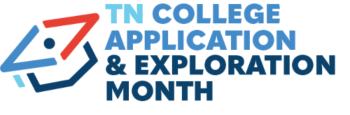 TN COLLEGE
APPLICATION
& EXPLORATION
MONTH